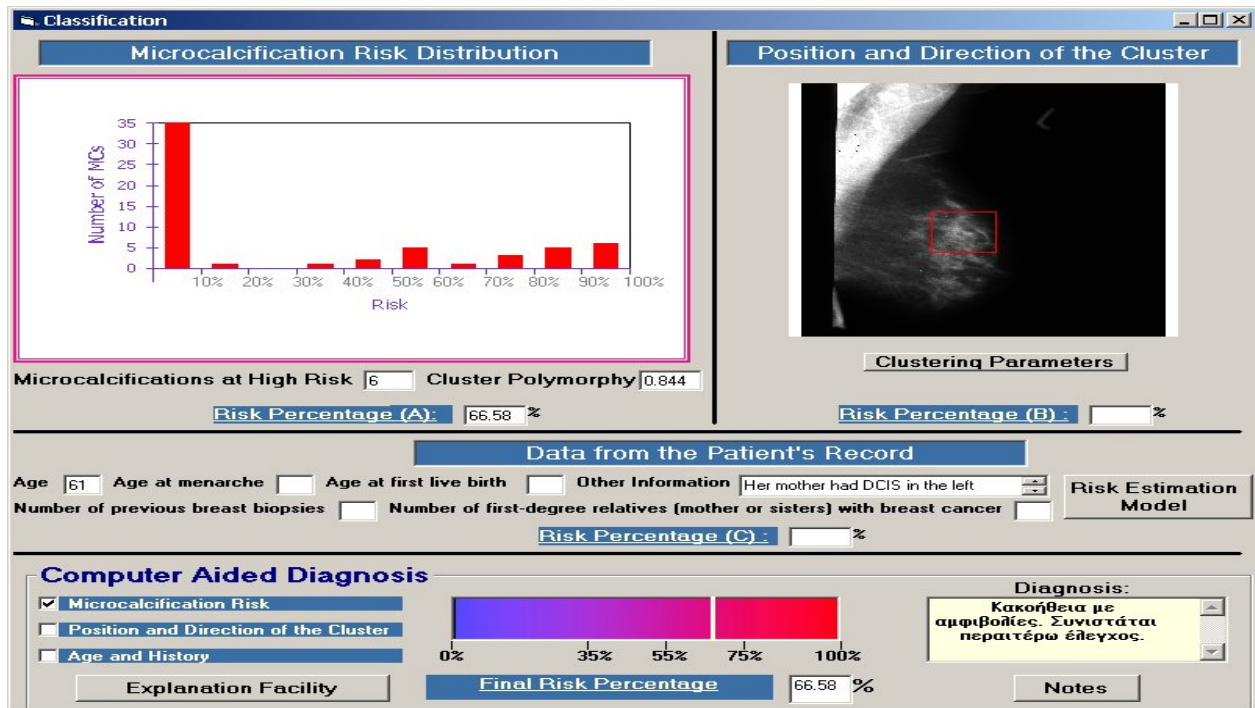 Classification
Microcalcification Risk Distribution
Number of MCs
35
30
25
20
15
10
5
0
10% 20% 30% 40% 50% 60% 70% 80% 90% 100%
Risk
Microcalcifications at High Risk 6 Cluster Polymorphy 0.844
Risk Percentage (A): 66.58 %
Position and Direction of the Cluster
Clustering Parameters
Risk Percentage (B) : %
Data from the Patient's Record
Age 61 Age at menarche Age at first live birth Other Information Her mother had DCIS in the left
Number of previous breast biopsies Number of first-degree relatives (mother or sisters) with breast cancer
Risk Estimation
Model
Risk Percentage (C) : %
Computer Aided Diagnosis
Microcalcification Risk
Position and Direction of the Cluster
Age and History
Explanation Facility
0% 35% 55% 75% 100%
Final Risk Percentage 66.58 %
Diagnosis:
Κακοήθεια με
αμφιβολίες. Συνιστάται
περαιτέρω έλεγχος.
Notes